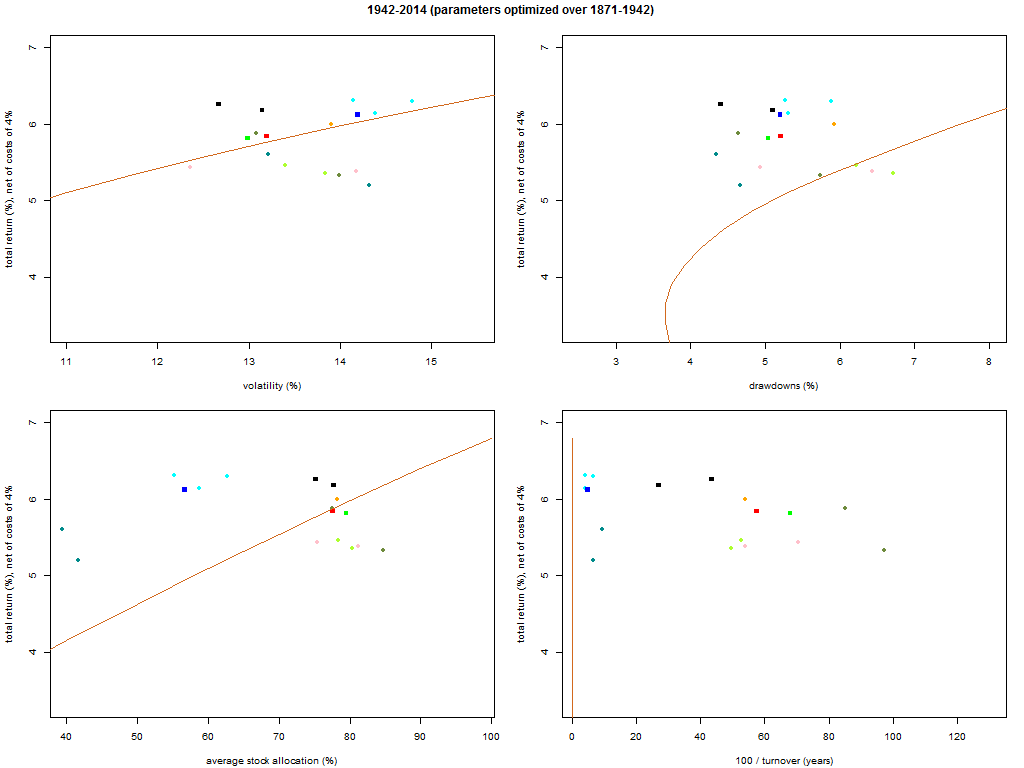 1942-2014 (parameters optimized over 1871-1942)
total return (%), net of costs of 4%
7
6
5
4
11 12 13 14 15
volatility (%)
total return (%), net of costs of 4%
7
6
5
4
3 4 5 6 7 8
drawdowns (%)
total return (%), net of costs of 4%
7
6
5
4
40 50 60 70 80 90 100
average stock allocation (%)
total return (%), net of costs of 4%
7
6
5
4
0 20 40 60 80 100 120
100 / turnover (years)